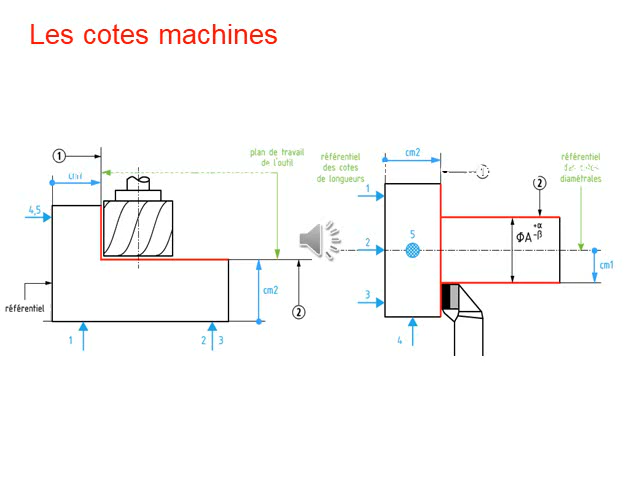 Les cotes machines
1
plan de travail
de l'outil
4,5
référentiel
cm2
2
1
2
3
référentiel
des cotes
de longueurs
cm2
référentiel
diamétrales
1
2
3
4
5
2
ΦA +α -β
cm1